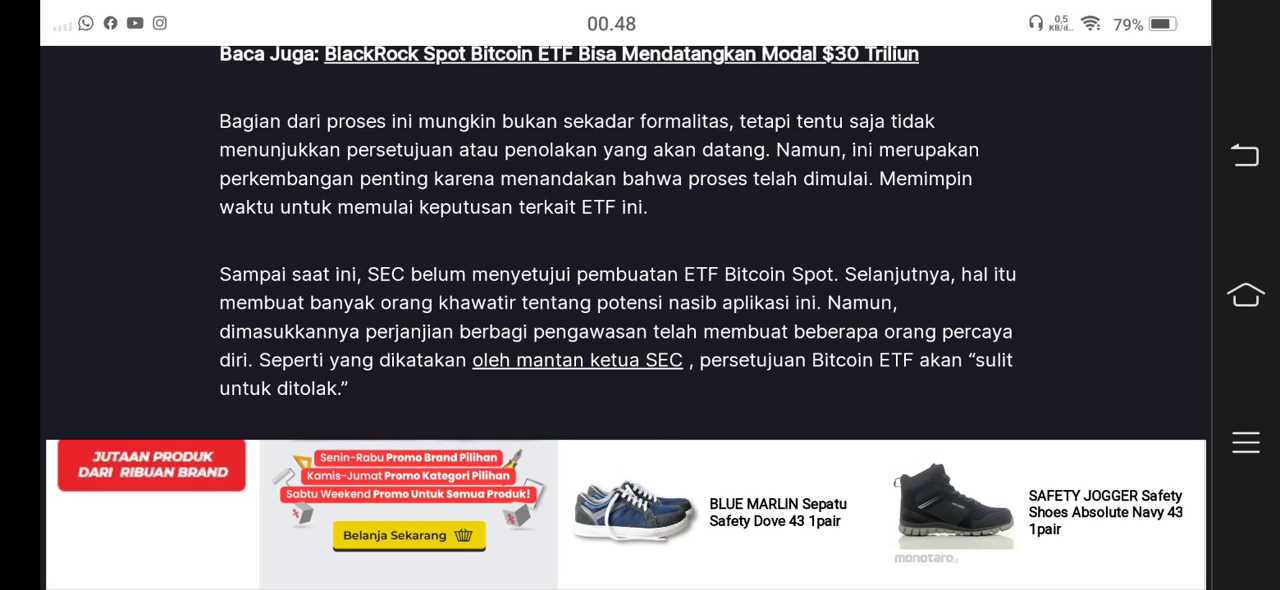 00.48
0,5
KB/d...
79%
Baca Juga: BlackRock Spot Bitcoin ETF Bisa Mendatangkan Modal $30 Triliun
Bagian dari proses ini mungkin bukan sekadar formalitas, tetapi tentu saja tidak
menunjukkan persetujuan atau penolakan yang akan datang. Namun, ini merupakan
perkembangan penting karena menandakan bahwa proses telah dimulai. Memimpin
waktu untuk memulai keputusan terkait ETF ini.
Sampai saat ini, SEC belum menyetujui pembuatan ETF Bitcoin Spot. Selanjutnya, hal itu
membuat banyak orang khawatir tentang potensi nasib aplikasi ini. Namun,
dimasukkannya perjanjian berbagi pengawasan telah membuat beberapa orang percaya
diri. Seperti yang dikatakan oleh mantan ketua SEC , persetujuan Bitcoin ETF akan “sulit
untuk ditolak.”
JUTAAN PRODUK
DARI RIBUAN BRAND
Senin-Rabu Promo Brand Pilihan
Kamis-Jumat Promo Kategori Pilihan
Sabtu Weekend Promo Untuk Semua Produk!
Belanja Sekarang
BLUE MARLIN Sepatu
Safety Dove 43 1pair
monotaro.id
SAFETY JOGGER Safety
Shoes Absolute Navy 43
1pair